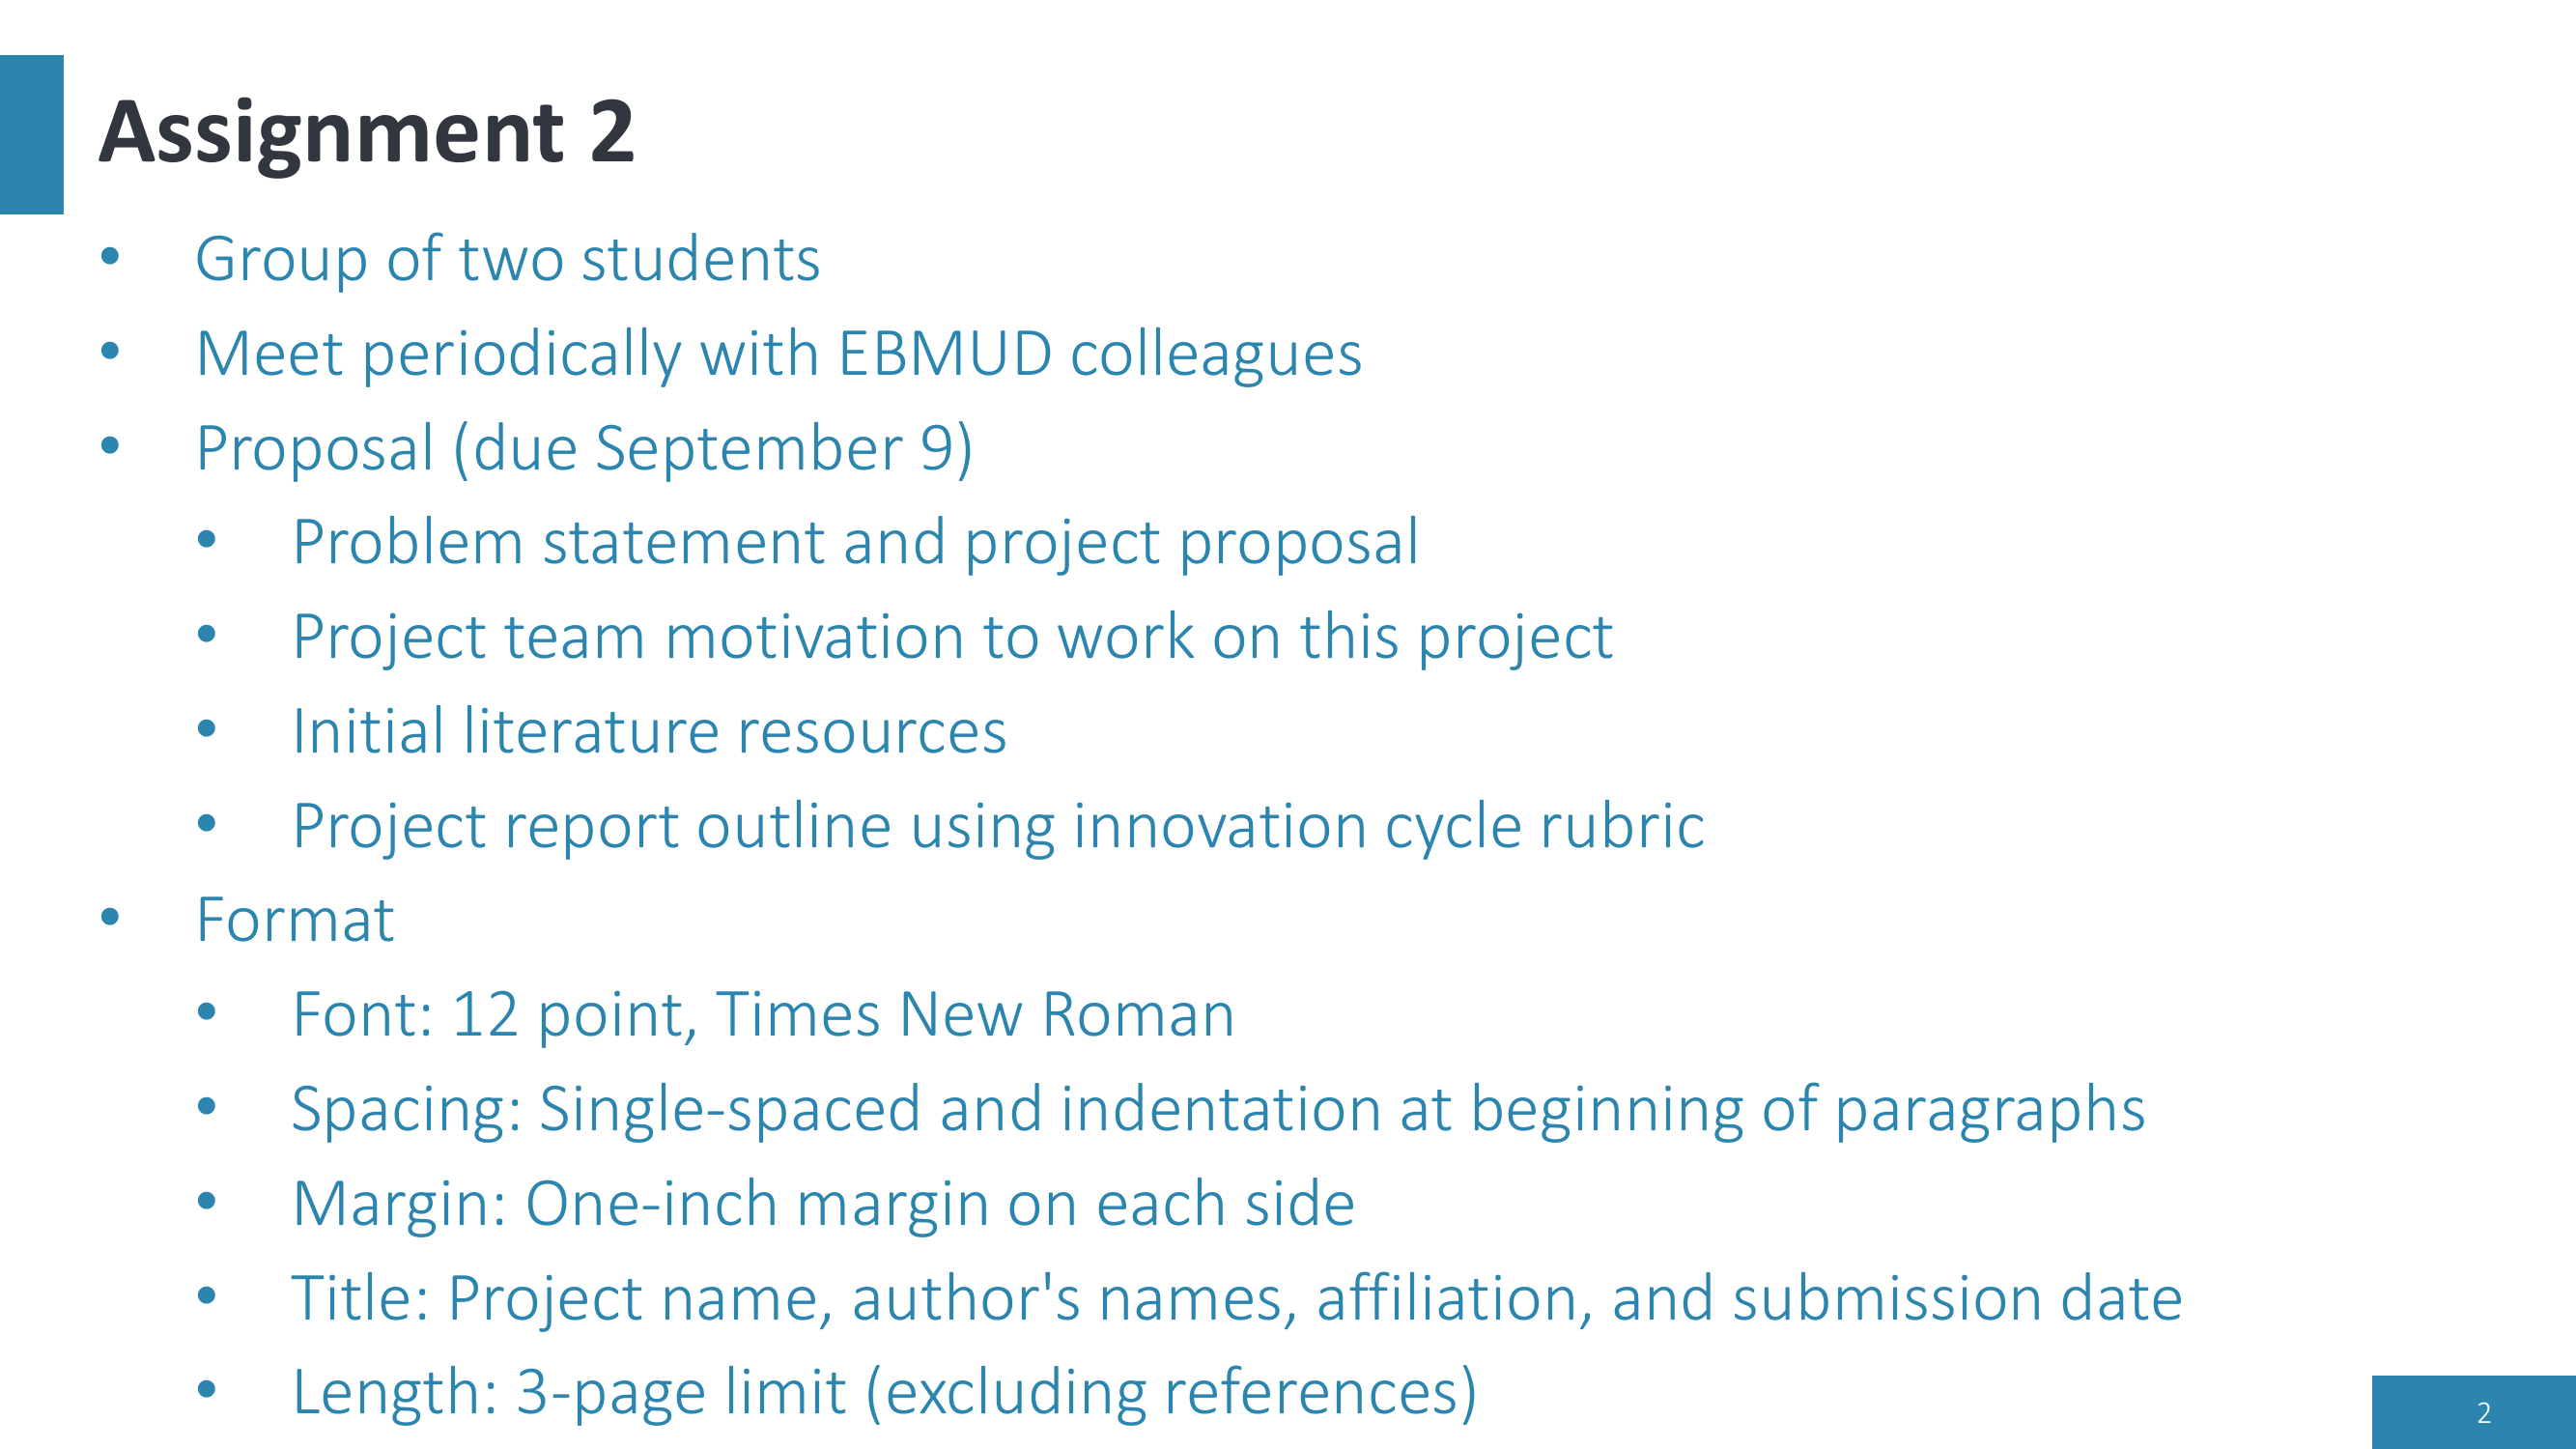 Assignment 2
• Group of two students
• Meet periodically with EBMUD colleagues
• Proposal (due September 9)
• Problem statement and project proposal
• Project team motivation to work on this project
• Initial literature resources
• Project report outline using innovation cycle rubric
• Format
• Font: 12 point, Times New Roman
• Spacing: Single-spaced and indentation at beginning of paragraphs
• Margin: One-inch margin on each side
• Title: Project name, author's names, affiliation, and submission date
• Length: 3-page limit (excluding references)
2